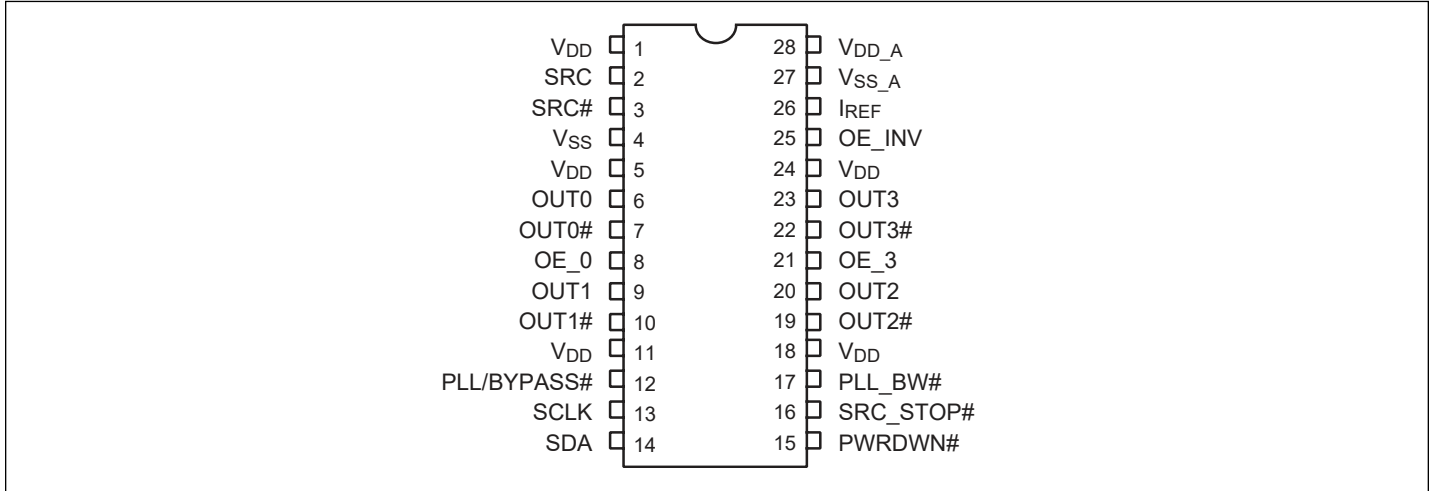 VDD 1 28 VDD_A
SRC 2 27 VSS_A
SRC# 3 26 IREF
VSS 4 25 OE_INV
VDD 5 24 VDD
OUT0 6 23 OUT3
OUT0# 7 22 OUT3#
OE_0 8 21 OE_3
OUT1 9 20 OUT2
OUT1# 10 19 OUT2#
VDD 11 18 VDD
PLL/BYPASS# 12 17 PLL_BW#
SCLK 13 16 SRC_STOP#
SDA 14 15 PWRDWN#